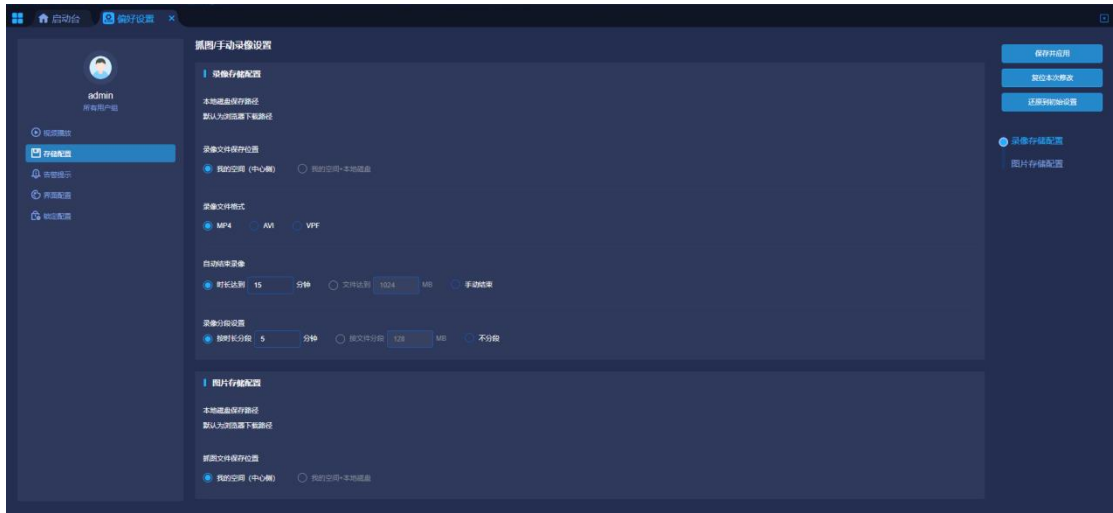 启动台 偏好设置 ×
admin
所有用户组
视频播放
存储配置
告警提示
界面配置
锁定配置
抓图/手动录像设置
录像存储配置
本地磁盘保存路径
默认为浏览器下载路径
录像文件保存位置
我的空间 (中心侧) 我的空间+本地磁盘
录像文件格式
MP4 AVI VPF
自动结束录像
时长达到 15 分钟 文件达到 1024 MB 手动结束
录像分段设置
按时长分段 5 分钟 按文件分段 128 MB 不分段
图片存储配置
本地磁盘保存路径
默认为浏览器下载路径
抓图文件保存位置
我的空间 (中心侧) 我的空间+本地磁盘
保存并应用
复位本次修改
还原到初始设置
录像存储配置
图片存储配置